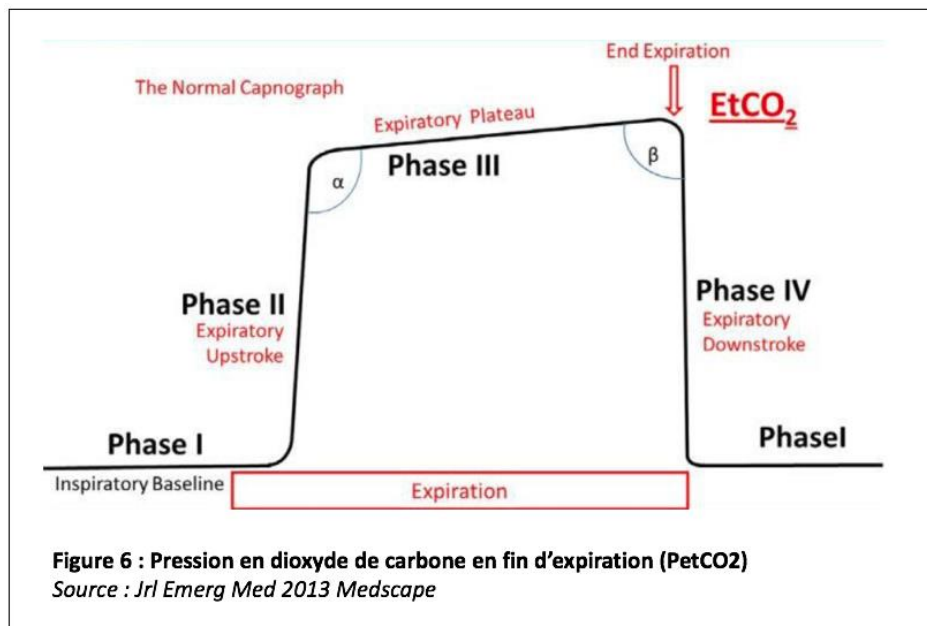 End Expiration
The Normal Capnograph
EtCO₂
Expiratory Plateau
Phase III
α
β
Phase II
Expiratory
Upstroke
Phase IV
Expiratory
Downstroke
Phase I
PhaseI
Inspiratory Baseline
Expiration
Figure 6 : Pression en dioxyde de carbone en fin d’expiration (PetCO2)
Source : Jrl Emerg Med 2013 Medscape